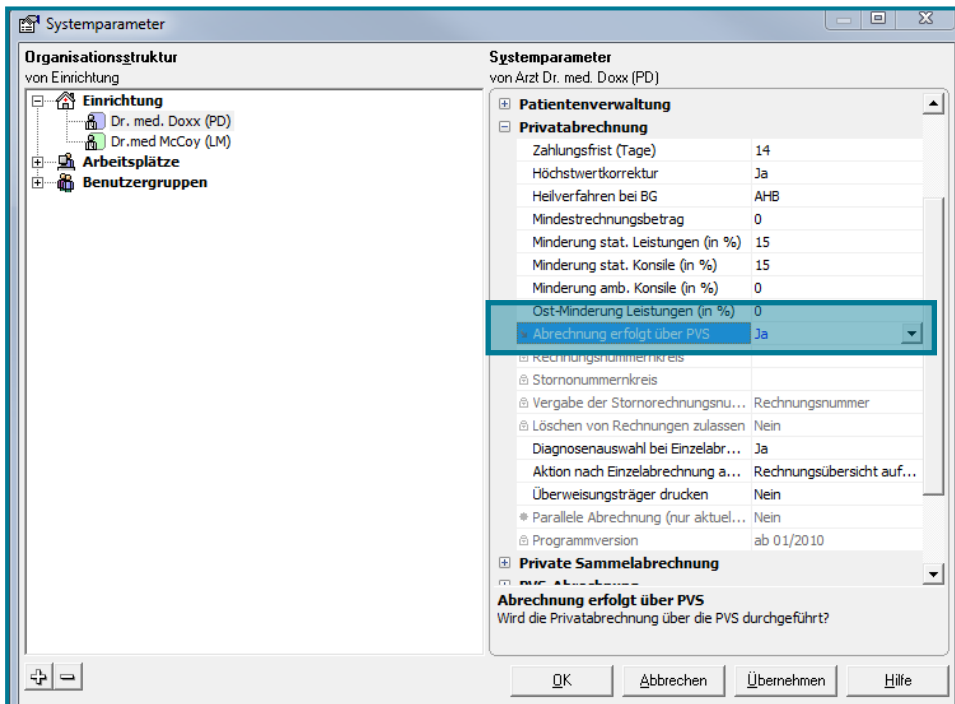 Systemparameter
Organisationsstruktur
von Einrichtung
Einrichtung
Dr. med. Doxx (PD)
Dr.med McCoy (LM)
Arbeitsplätze
Benutzergruppen
Systemparameter
von Arzt Dr. med. Doxx (PD)
Patientenverwaltung
Privatabrechnung
Zahlungsfrist (Tage) 14
Höchstwertkorrektur Ja
Heilverfahren bei BG AHB
Mindestrechnungsbetrag 0
Minderung stat. Leistungen (in %) 15
Minderung stat. Konsile (in %) 15
Minderung amb. Konsile (in %) 0
Ost-Minderung Leistungen (in %) 0
Abrechnung erfolgt über PVS Ja
Rechnungsnummernkreis
Stornonummernkreis
Vergabe der Stornorechnungsnu... Rechnungsnummer
Löschen von Rechnungen zulassen Nein
Diagnosenauswahl bei Einzelabr... Ja
Aktion nach Einzelabrechnung a... Rechnungsübersicht auf...
Überweisungsträger drucken Nein
Parallele Abrechnung (nur aktuel... Nein
Programmversion ab 01/2010
Private Sammelabrechnung
PVS-Abrechnung
Abrechnung erfolgt über PVS
Wird die Privatabrechnung über die PVS durchgeführt?
OK Abbrechen Übernehmen Hilfe